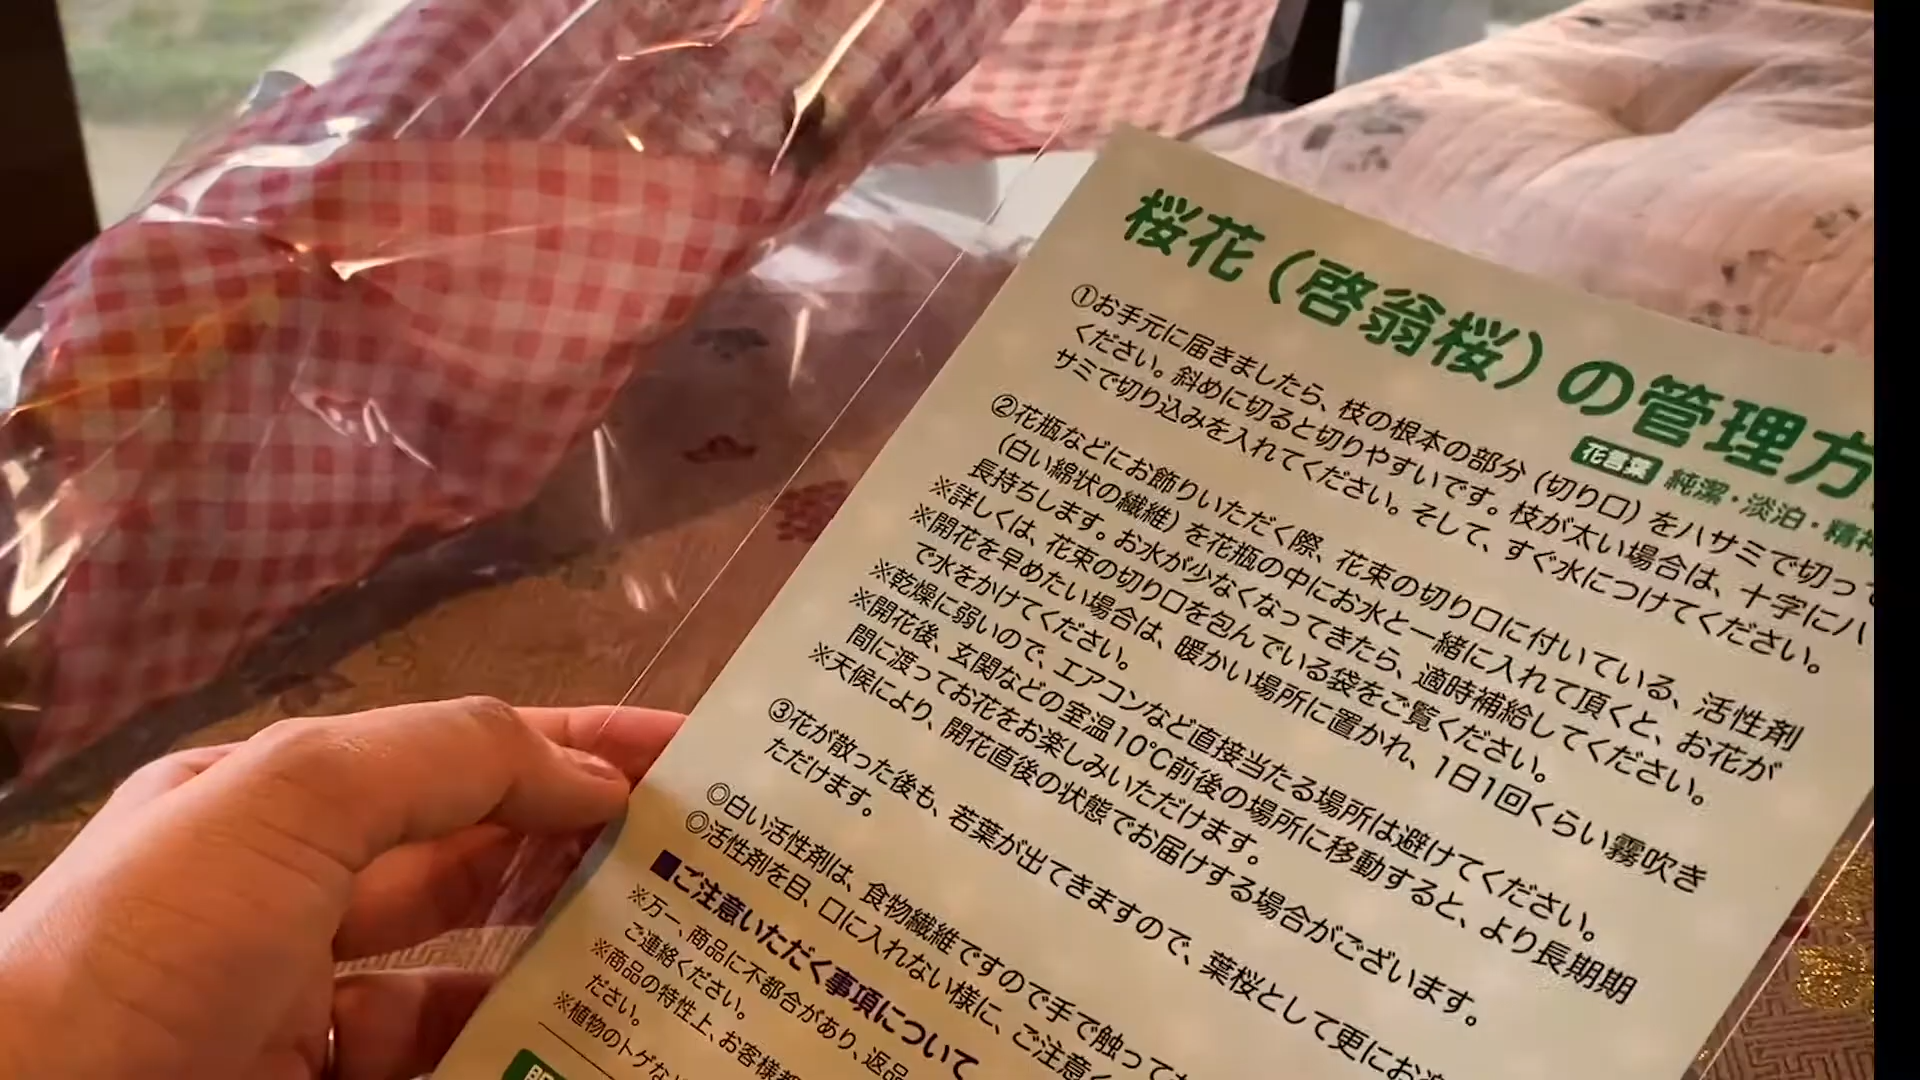 桜花（啓翁桜）の管理方
花言葉 純潔・淡泊・精神
①お手元に届きましたら、枝の根本の部分（切り口）をハサミで切って
ください。斜めに切ると切りやすいです。枝が太い場合は、十字にハ
サミで切り込みを入れてください。そして、すぐ水につけてください。
②花瓶などにお飾りいただく際、花束の切り口に付いている、活性剤
（白い綿状の繊維）を花瓶の中にお水と一緒に入れて頂くと、お花が
長持ちします。お水が少なくなってきたら、適時補給してください。
※詳しくは、花束の切り口を包んでいる袋をご覧ください。
※開花を早めたい場合は、暖かい場所に置かれ、1日1回くらい霧吹き
で水をかけてください。
※乾燥に弱いので、エアコンなど直接当たる場所は避けてください。
※開花後、玄関などの室温10℃前後の場所に移動すると、より長期期
間に渡ってお花をお楽しみいただけます。
※天候により、開花直後の状態でお届けする場合がございます。
③花が散った後も、若葉が出てきますので、葉桜として更にお
ただけます。
◎白い活性剤は、食物繊維ですので手で触って
◎活性剤を目、口に入れない様に、ご注意く
■ご注意いただく事項について
※万一、商品に不都合があり、返品
ご連絡ください。
※商品の特性上、お客様
ださい。
※植物のトゲな